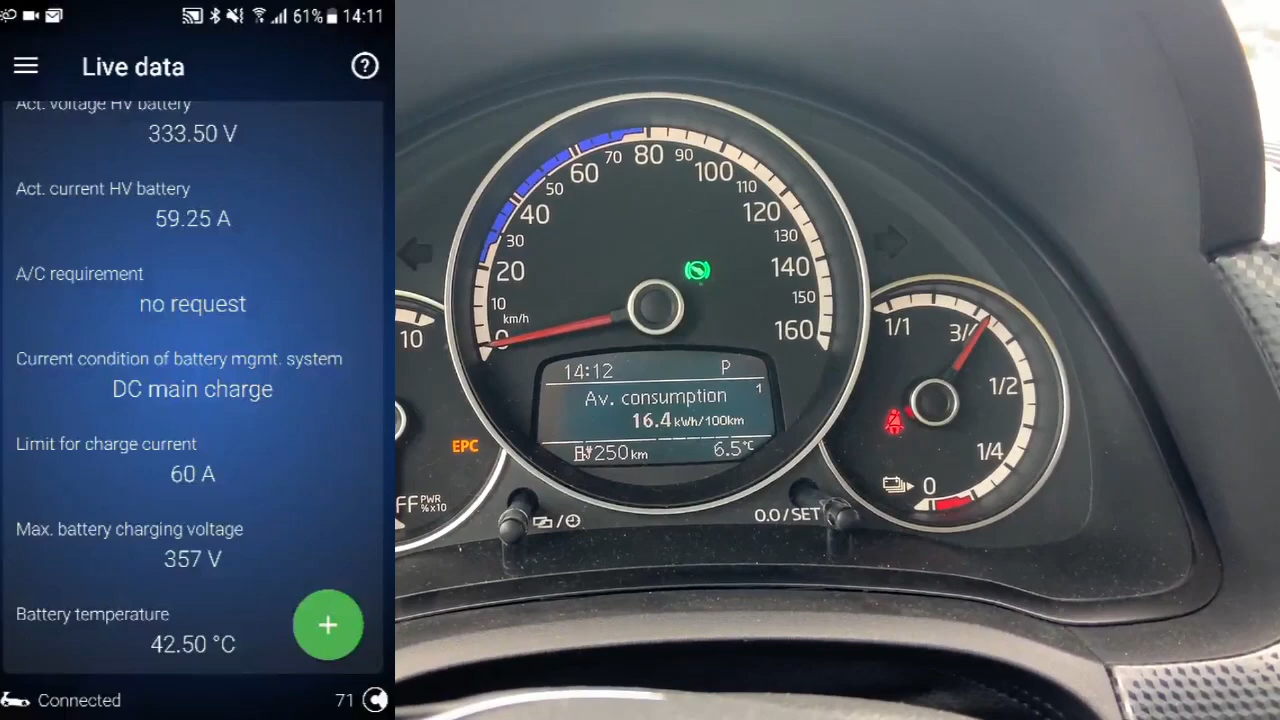 61% 14:11
Live data
?
Act. voltage HV battery
333.50 V
Act. current HV battery
59.25 A
A/C requirement
no request
Current condition of battery mgmt. system
DC main charge
Limit for charge current
60 A
Max. battery charging voltage
357 V
Battery temperature
42.50 °C
+
Connected 71
10
EPC
FF PWR
%x10
0 10 20 30 40 50 60 70 80 90 100 110 120 130 140 150 160
km/h
14:12 P
Av. consumption 1
16.4 kWh/100km
250 km 6.5°C
0.0/SET
1/1
3/4
1/2
1/4
0